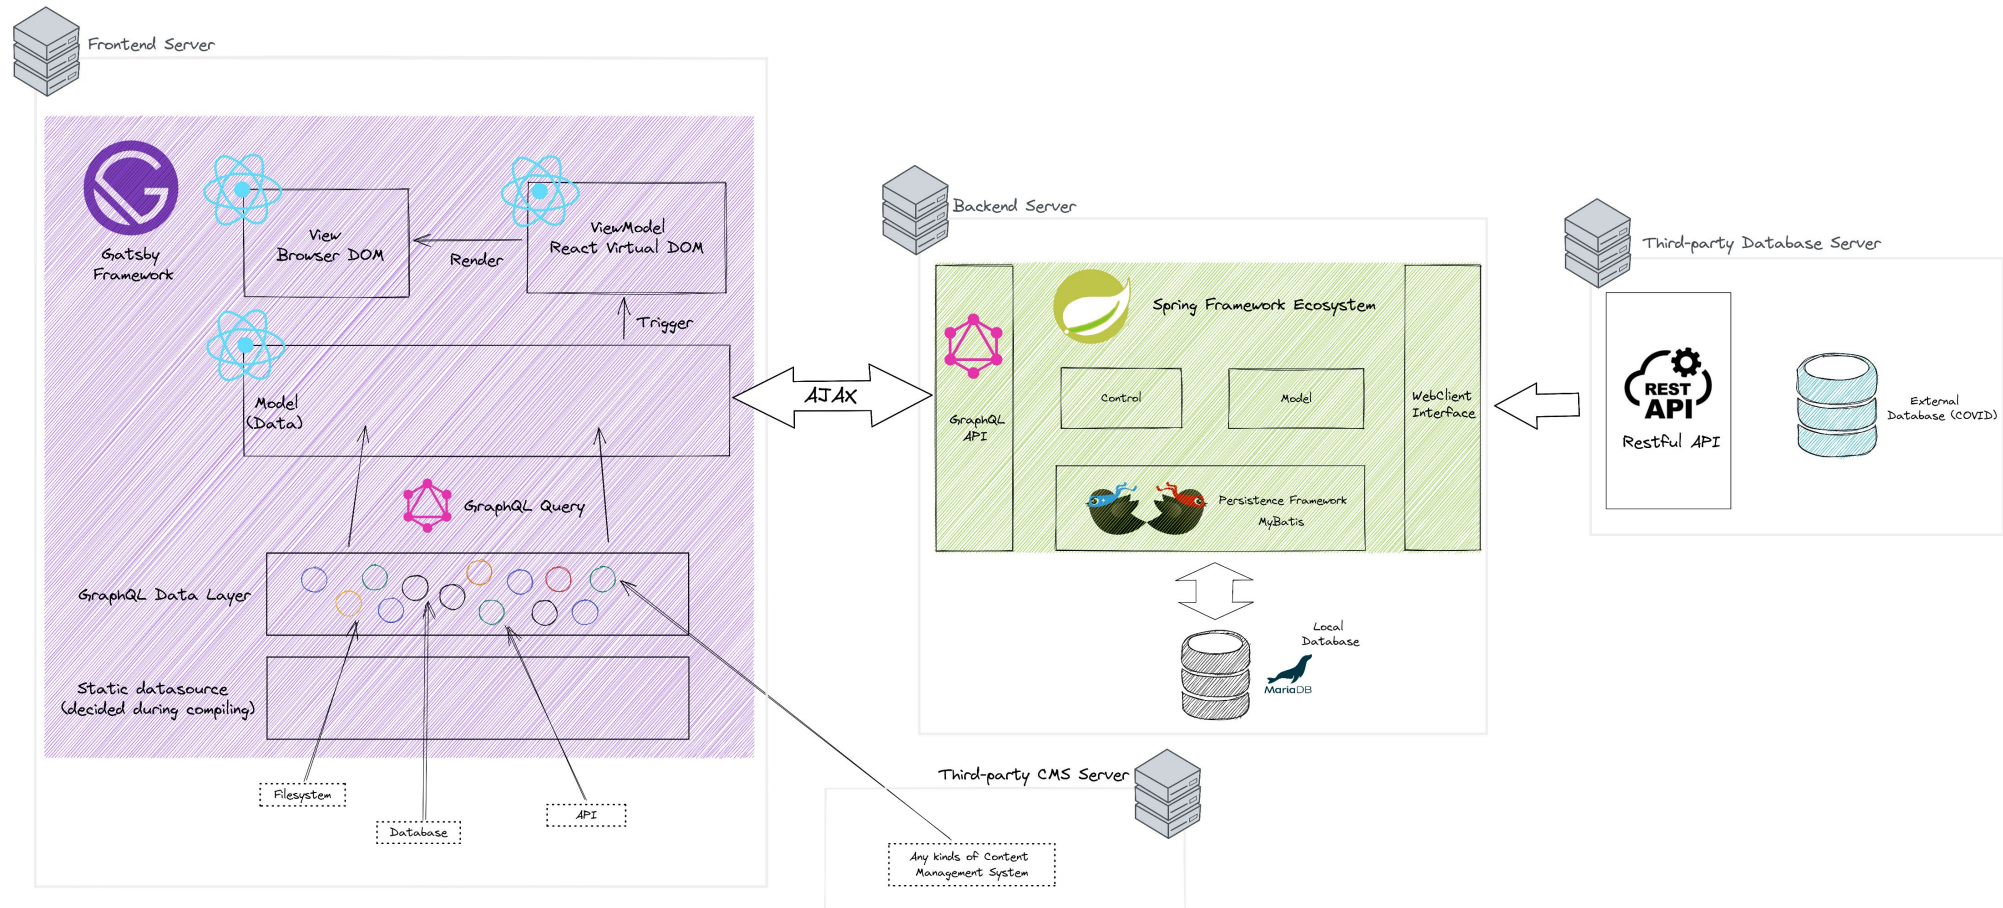 Frontend Server
Gatsby
Framework
View
Browser DOM
Render
ViewModel
React Virtual DOM
Trigger
Model
(Data)
GraphQL Query
GraphQL Data Layer
Static datasource
(decided during compiling)
Filesystem
Database
API
AJAX
Backend Server
GraphQL
API
Spring Framework Ecosystem
Control
Model
WebClient
Interface
Persistence Framework
MyBatis
Local
Database
MariaDB
Third-party CMS Server
Any kinds of Content
Management System
Third-party Database Server
REST
API
Restful API
External
Database (COVID)